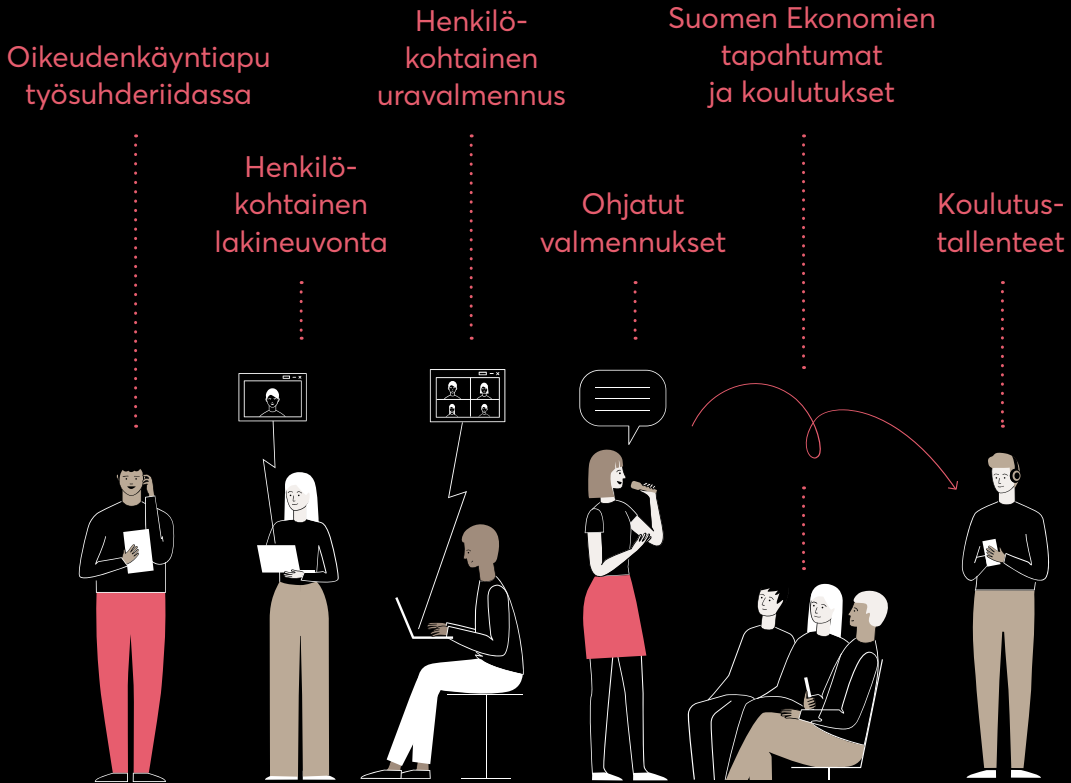 Oikeudenkäyntiapu
työsuhderiidassa
Henkilö-
kohtainen
lakineuvonta
Henkilö-
kohtainen
uravalmennus
Ohjatut
valmennukset
Suomen Ekonomien
tapahtumat
ja koulutukset
Koulutus-
tallenteet